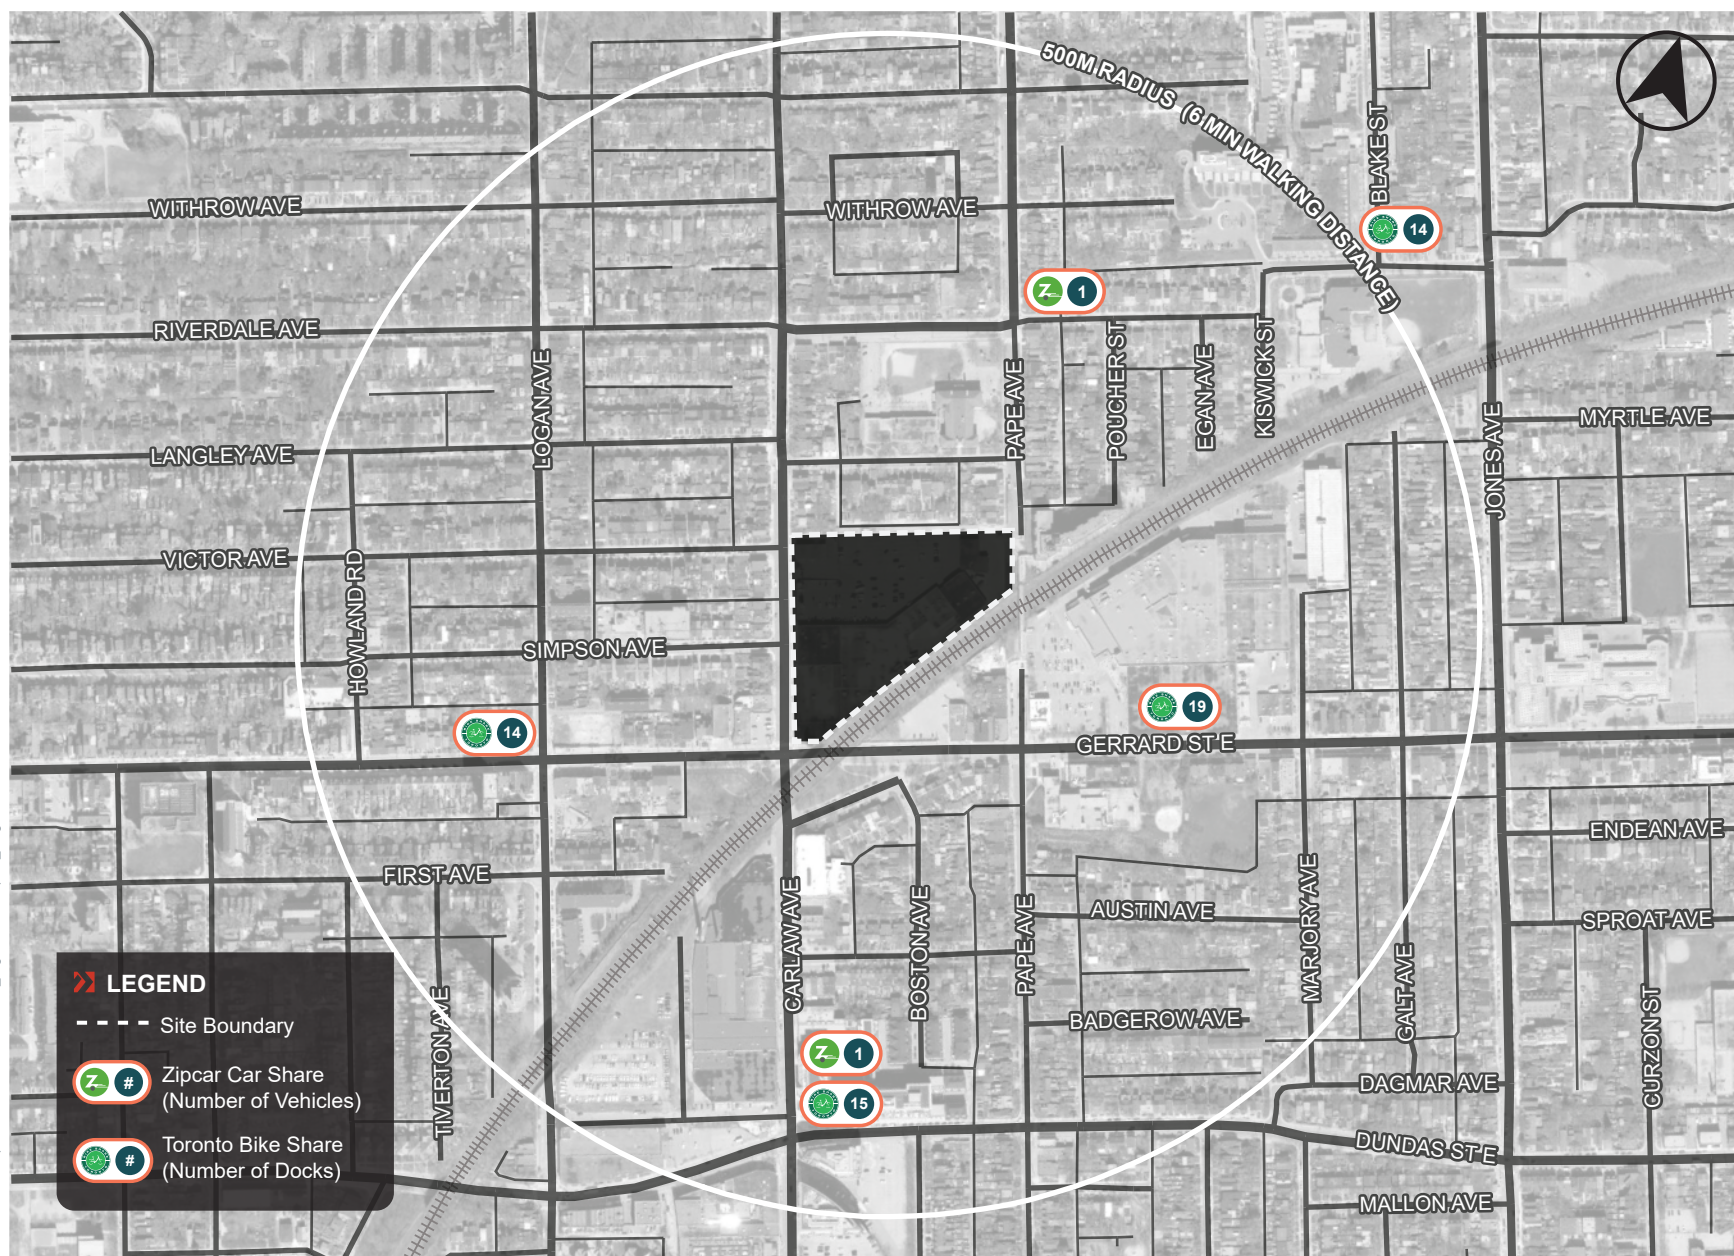 500M RADIUS (6 MIN WALKING DISTANCE)
BLAKE ST
WITHROW AVE
WITHROW AVE
14
1
RIVERDALE AVE
LOGAN AVE
PAPE AVE
POUCHER ST
EGAN AVE
KISWICK ST
JONES AVE
MYRTLE AVE
LANGLEY AVE
VICTOR AVE
HOWLAND RD
SIMPSON AVE
14
19
GERRARD ST E
ENDEAN AVE
FIRST AVE
CARLAW AVE
BOSTON AVE
PAPE AVE
AUSTIN AVE
MARJORY AVE
GALT AVE
SPROAT AVE
CURZON ST
BADGEROW AVE
TIVERTON AVE
1
15
DAGMAR AVE
DUNDAS ST E
MALLON AVE
LEGEND
Site Boundary
# Zipcar Car Share
(Number of Vehicles)
# Toronto Bike Share
(Number of Docks)